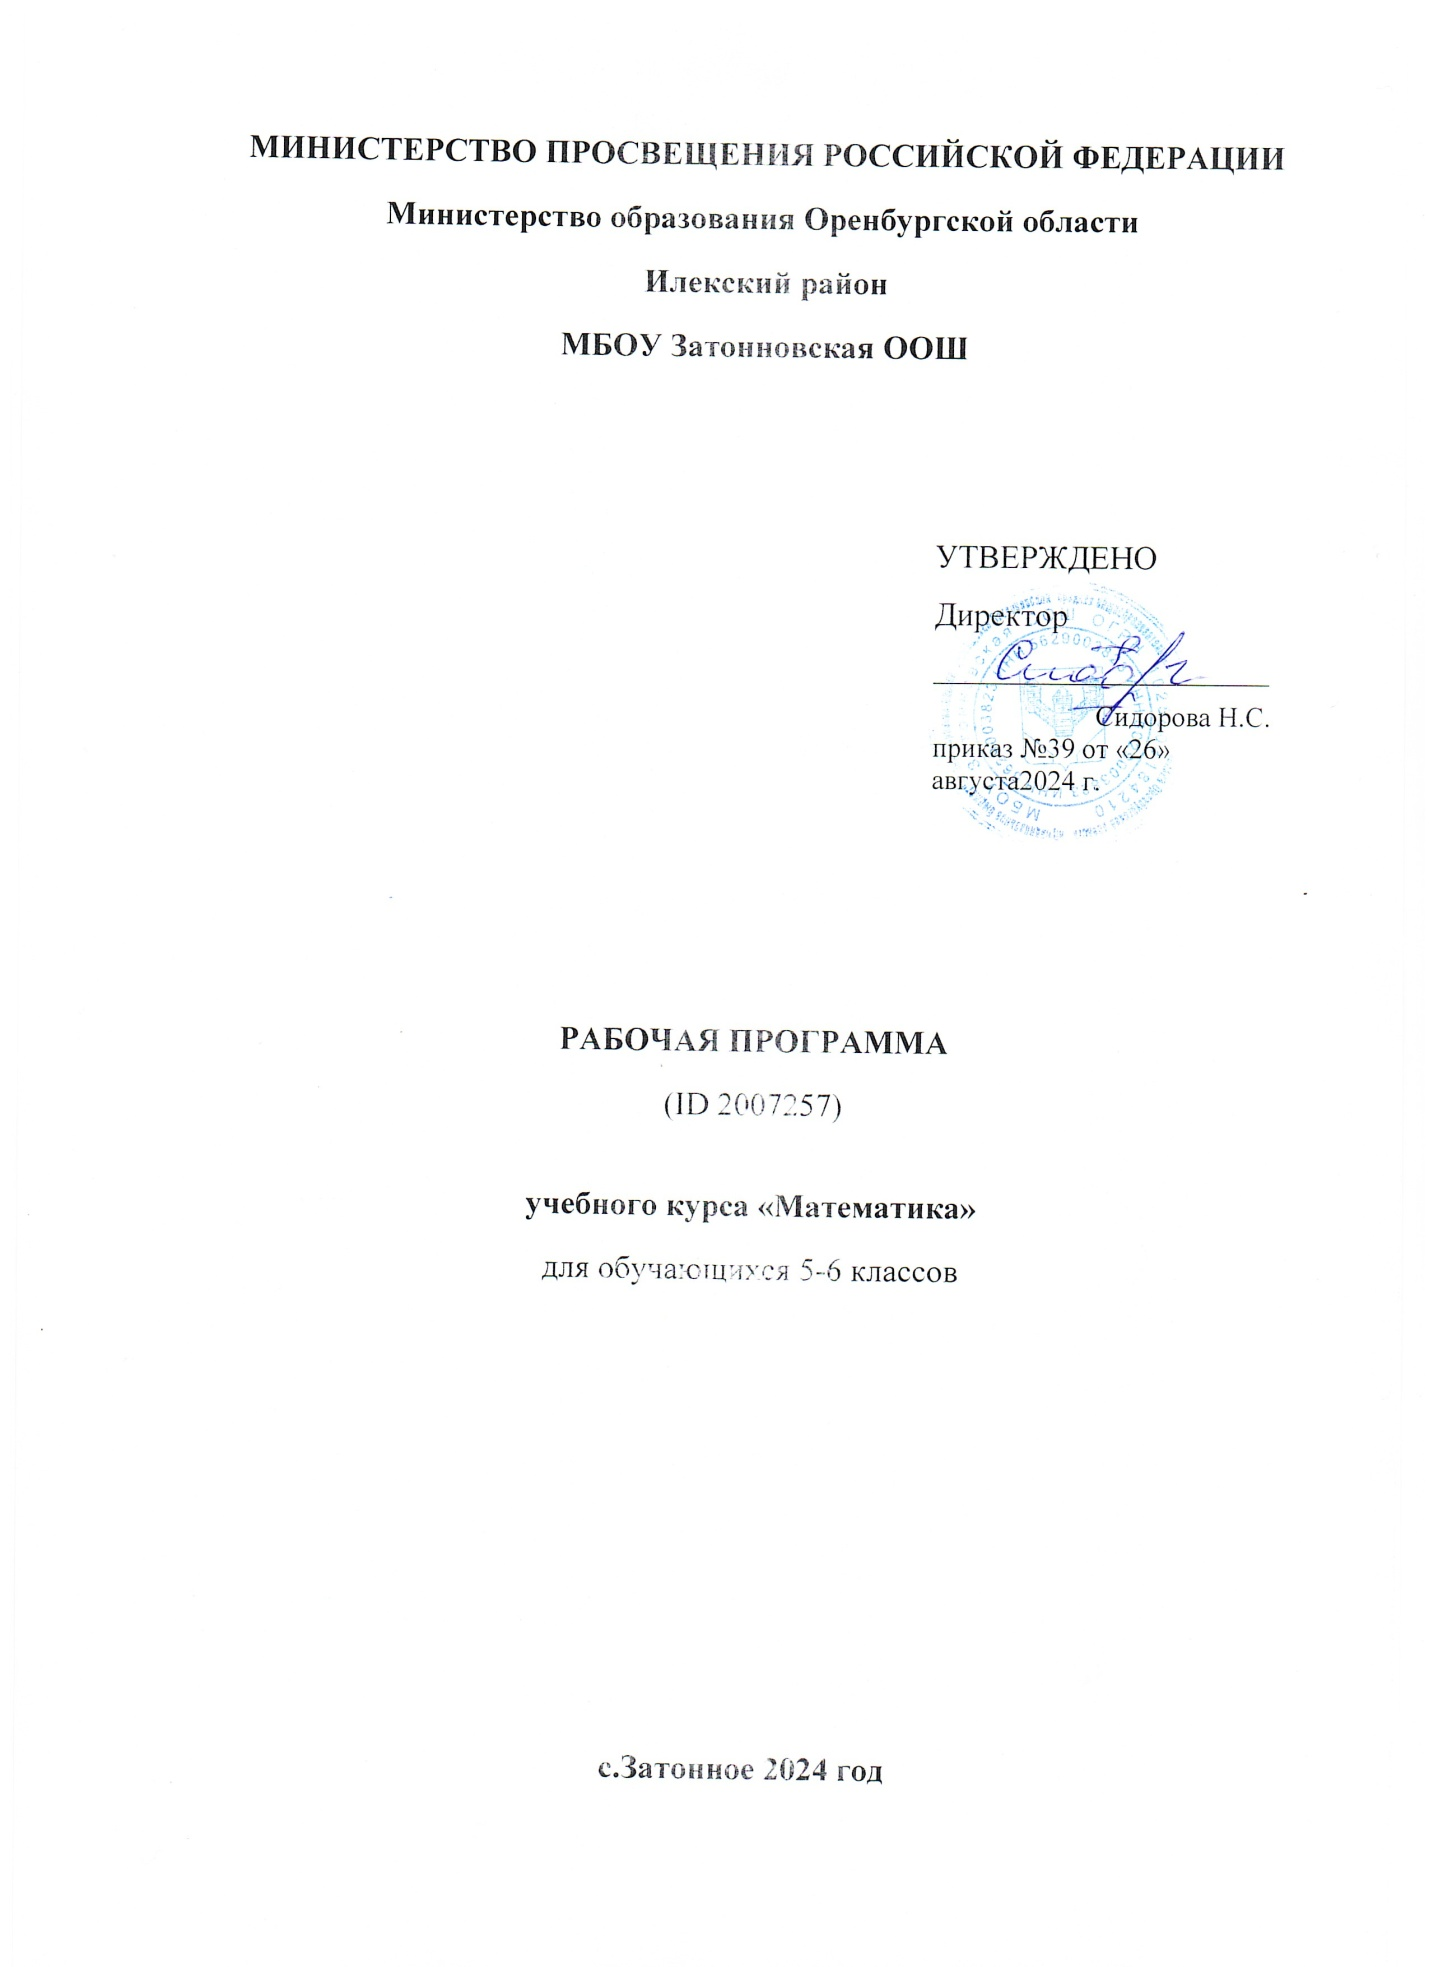 МИНИСТЕРСТВО ПРОСВЕЩЕНИЯ РОССИЙСКОЙ ФЕДЕРАЦИИ
Министерство образования Оренбургской области
Илекский район
МБОУ Затонновская ООШ
УТВЕРЖДЕНО
Директор
Сидорова Н.С.
приказ №39 от «26»
августа2024 г.
РАБОЧАЯ ПРОГРАММА
(ID 2007257)
учебного курса «Математика»
для обучающихся 5-6 классов
с.Затонное 2024 год